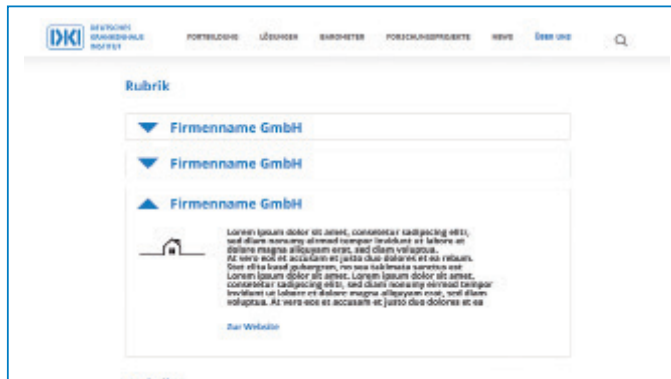 DKI
DEUTSCHES
KRANKENHAUS
INSTITUT
FORTBILDUNG LÖSUNGEN BAROMETER FORSCHUNGSPROJEKTE NEWS ÜBER UNS
Rubrik
Firmenname GmbH
Firmenname GmbH
Firmenname GmbH
Lorem ipsum dolor sit amet, consetetur sadipscing elitr,
sed diam nonumy eirmod tempor invidunt ut labore et
dolore magna aliquyam erat, sed diam voluptua.
At vero eos et accusam et justo duo dolores et ea rebum.
Stet clita kasd gubergren, no sea takimata sanctus est
Lorem ipsum dolor sit amet. Lorem ipsum dolor sit amet,
consetetur sadipscing elitr, sed diam nonumy eirmod tempor
invidunt ut labore et dolore magna aliquyam erat, sed diam
voluptua. At vero eos et accusam et justo duo dolores et ea
Zur Website